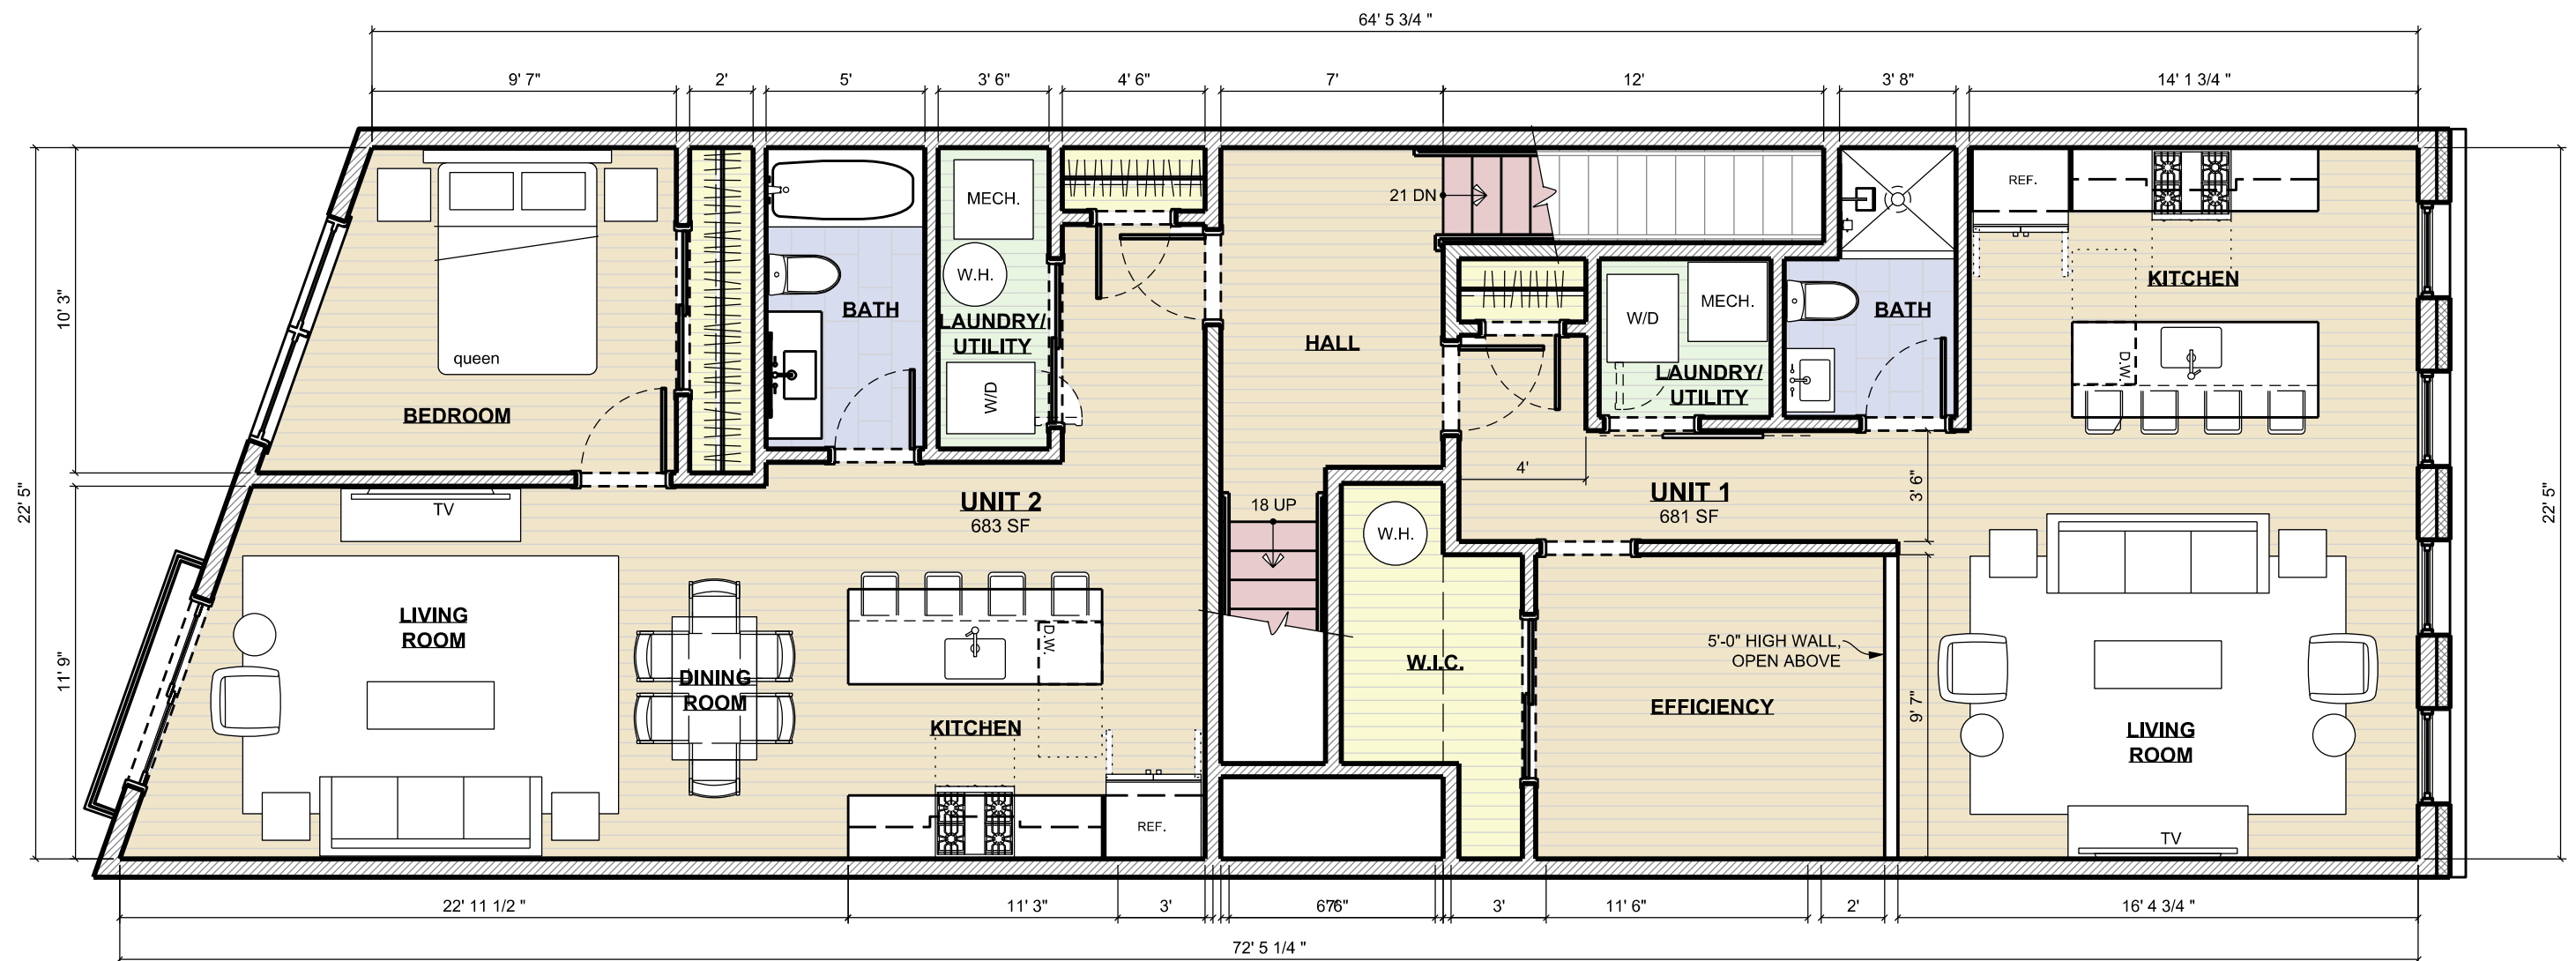 64' 5 3/4 "
9' 7"
2'
5'
3' 6"
4' 6"
7'
12'
3' 8"
14' 1 3/4 "
22' 5"
10' 3"
11' 9"
queen
BEDROOM
BATH
MECH.
W.H.
LAUNDRY/
UTILITY
W/D
HALL
21 DN
18 UP
W/D
MECH.
LAUNDRY/
UTILITY
BATH
REF.
KITCHEN
D.W.
22' 5"
TV
UNIT 2
683 SF
LIVING
ROOM
DINING
ROOM
D.W.
KITCHEN
REF.
W.H.
W.I.C.
4'
UNIT 1
681 SF
3' 6"
5'-0" HIGH WALL,
OPEN ABOVE
EFFICIENCY
9' 7"
LIVING
ROOM
TV
22' 11 1/2 "
11' 3"
3'
3'
11' 6"
2'
16' 4 3/4 "
72' 5 1/4 "